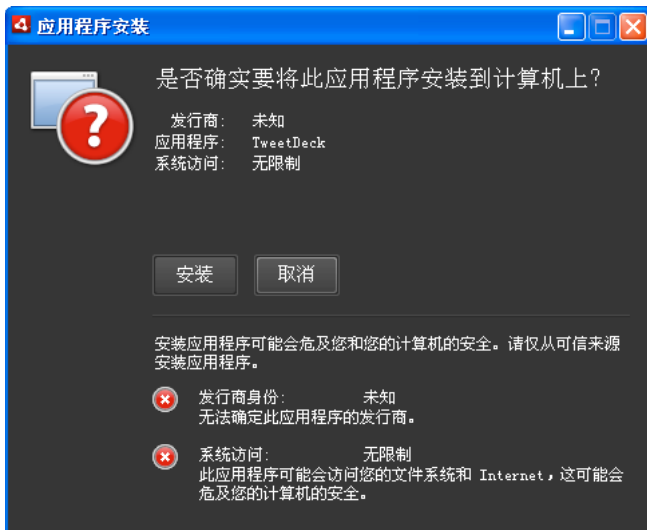 应用程序安装
是否确实要将此应用程序安装到计算机上?
发行商: 未知
应用程序: TweetDeck
系统访问: 无限制
安装 取消
安装应用程序可能会危及您和您的计算机的安全。请仅从可信来源
安装应用程序。
发行商身份: 未知
无法确定此应用程序的发行商。
系统访问: 无限制
此应用程序可能会访问您的文件系统和 Internet，这可能会
危及您的计算机的安全。